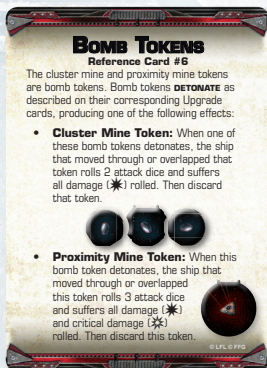 BOMB TOKENS
Reference Card #6
The cluster mine and proximity mine tokens
are bomb tokens. Bomb tokens DETONATE as
described on their corresponding Upgrade
cards, producing one of the following effects:
• Cluster Mine Token: When one of
these bomb tokens detonates, the ship
that moved through or overlapped that
token rolls 2 attack dice and suffers
all damage () rolled. Then discard
that token.
• Proximity Mine Token: When this
bomb token detonates, the ship that
moved through or overlapped
this token rolls 3 attack dice
and suffers all damage ()
and critical damage ()
rolled. Then discard this token.
© LFL © FFG